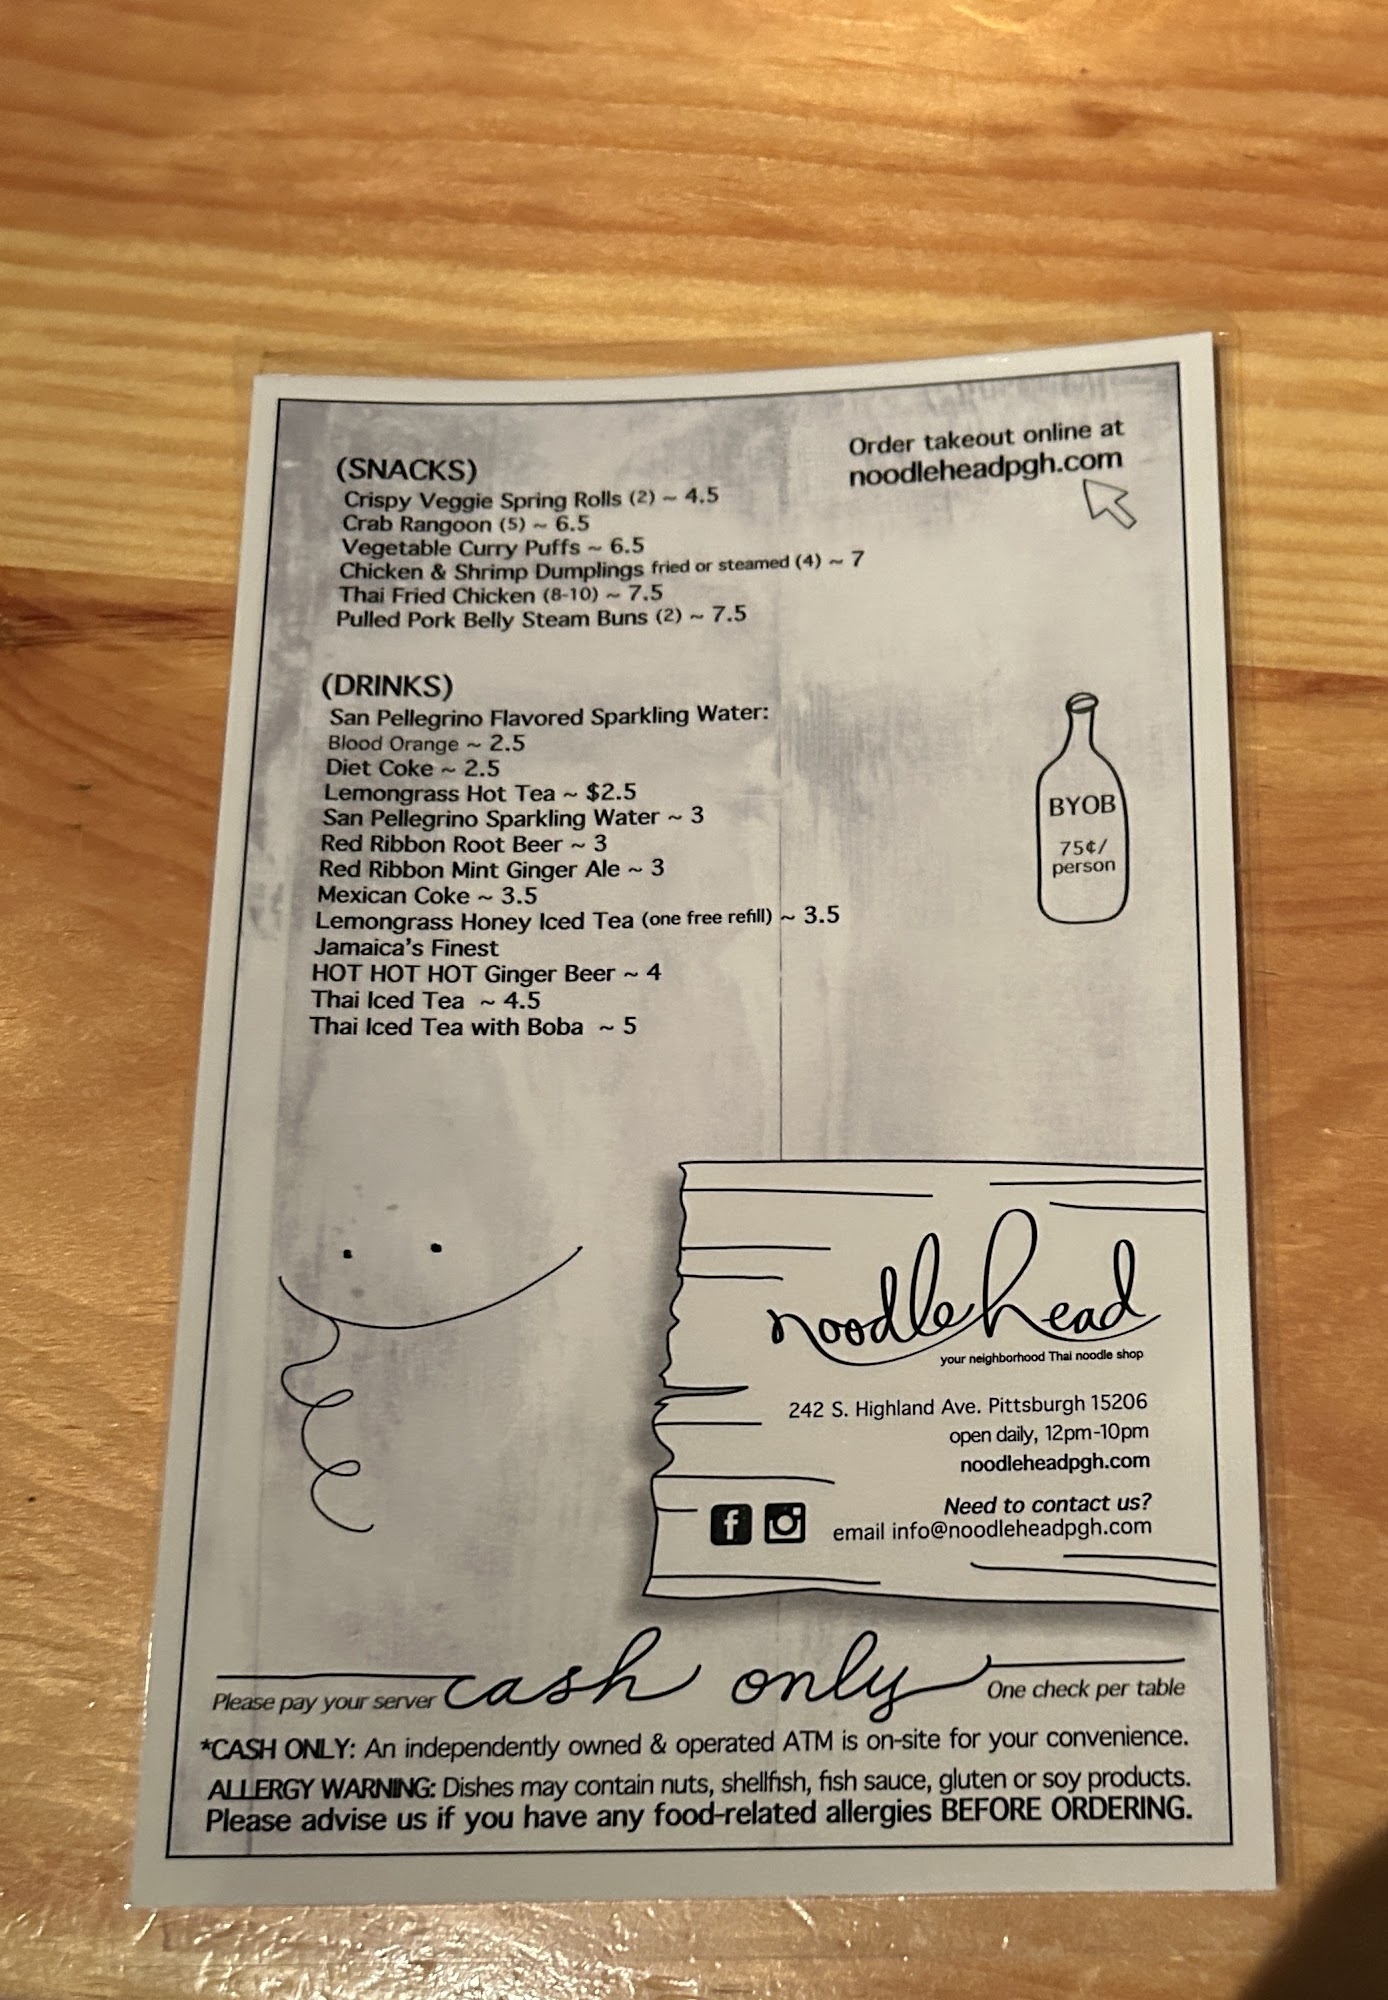 Order takeout online at
noodleheadpgh.com
(SNACKS)
Crispy Veggie Spring Rolls (2) ~ 4.5
Crab Rangoon (5) ~ 6.5
Vegetable Curry Puffs ~ 6.5
Chicken & Shrimp Dumplings fried or steamed (4) ~ 7
Thai Fried Chicken (8-10) ~ 7.5
Pulled Pork Belly Steam Buns (2) ~ 7.5
(DRINKS)
San Pellegrino Flavored Sparkling Water:
Blood Orange ~ 2.5
Diet Coke ~ 2.5
Lemongrass Hot Tea ~ $2.5
San Pellegrino Sparkling Water ~ 3
Red Ribbon Root Beer ~ 3
Red Ribbon Mint Ginger Ale ~ 3
Mexican Coke ~ 3.5
Lemongrass Honey Iced Tea (one free refill) ~ 3.5
Jamaica's Finest
HOT HOT HOT Ginger Beer ~ 4
Thai Iced Tea ~ 4.5
Thai Iced Tea with Boba ~ 5
BYOB
75¢/
person
noodlehead
your neighborhood Thai noodle shop
242 S. Highland Ave. Pittsburgh 15206
open daily, 12pm-10pm
noodleheadpgh.com
Need to contact us?
email info@noodleheadpgh.com
Please pay your server cash only One check per table
*CASH ONLY: An independently owned & operated ATM is on-site for your convenience.
ALLERGY WARNING: Dishes may contain nuts, shellfish, fish sauce, gluten or soy products.
Please advise us if you have any food-related allergies BEFORE ORDERING.